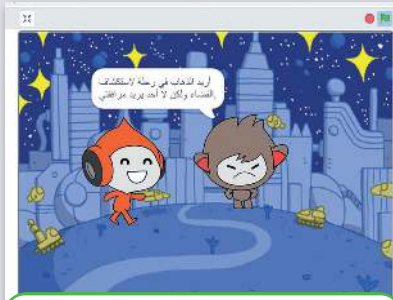 أريد الذهاب في رحلة لاستكشاف
الفضاء ولكن لا أحد يريد مرافقتي.